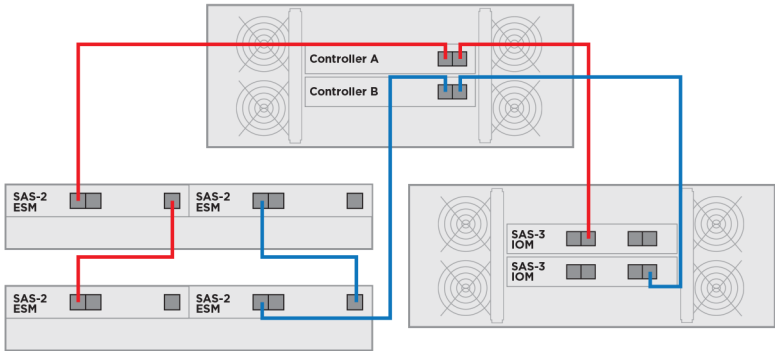 Controller A
Controller B
SAS-2
ESM
SAS-2
ESM
SAS-3
IOM
SAS-3
IOM
SAS-2
ESM
SAS-2
ESM